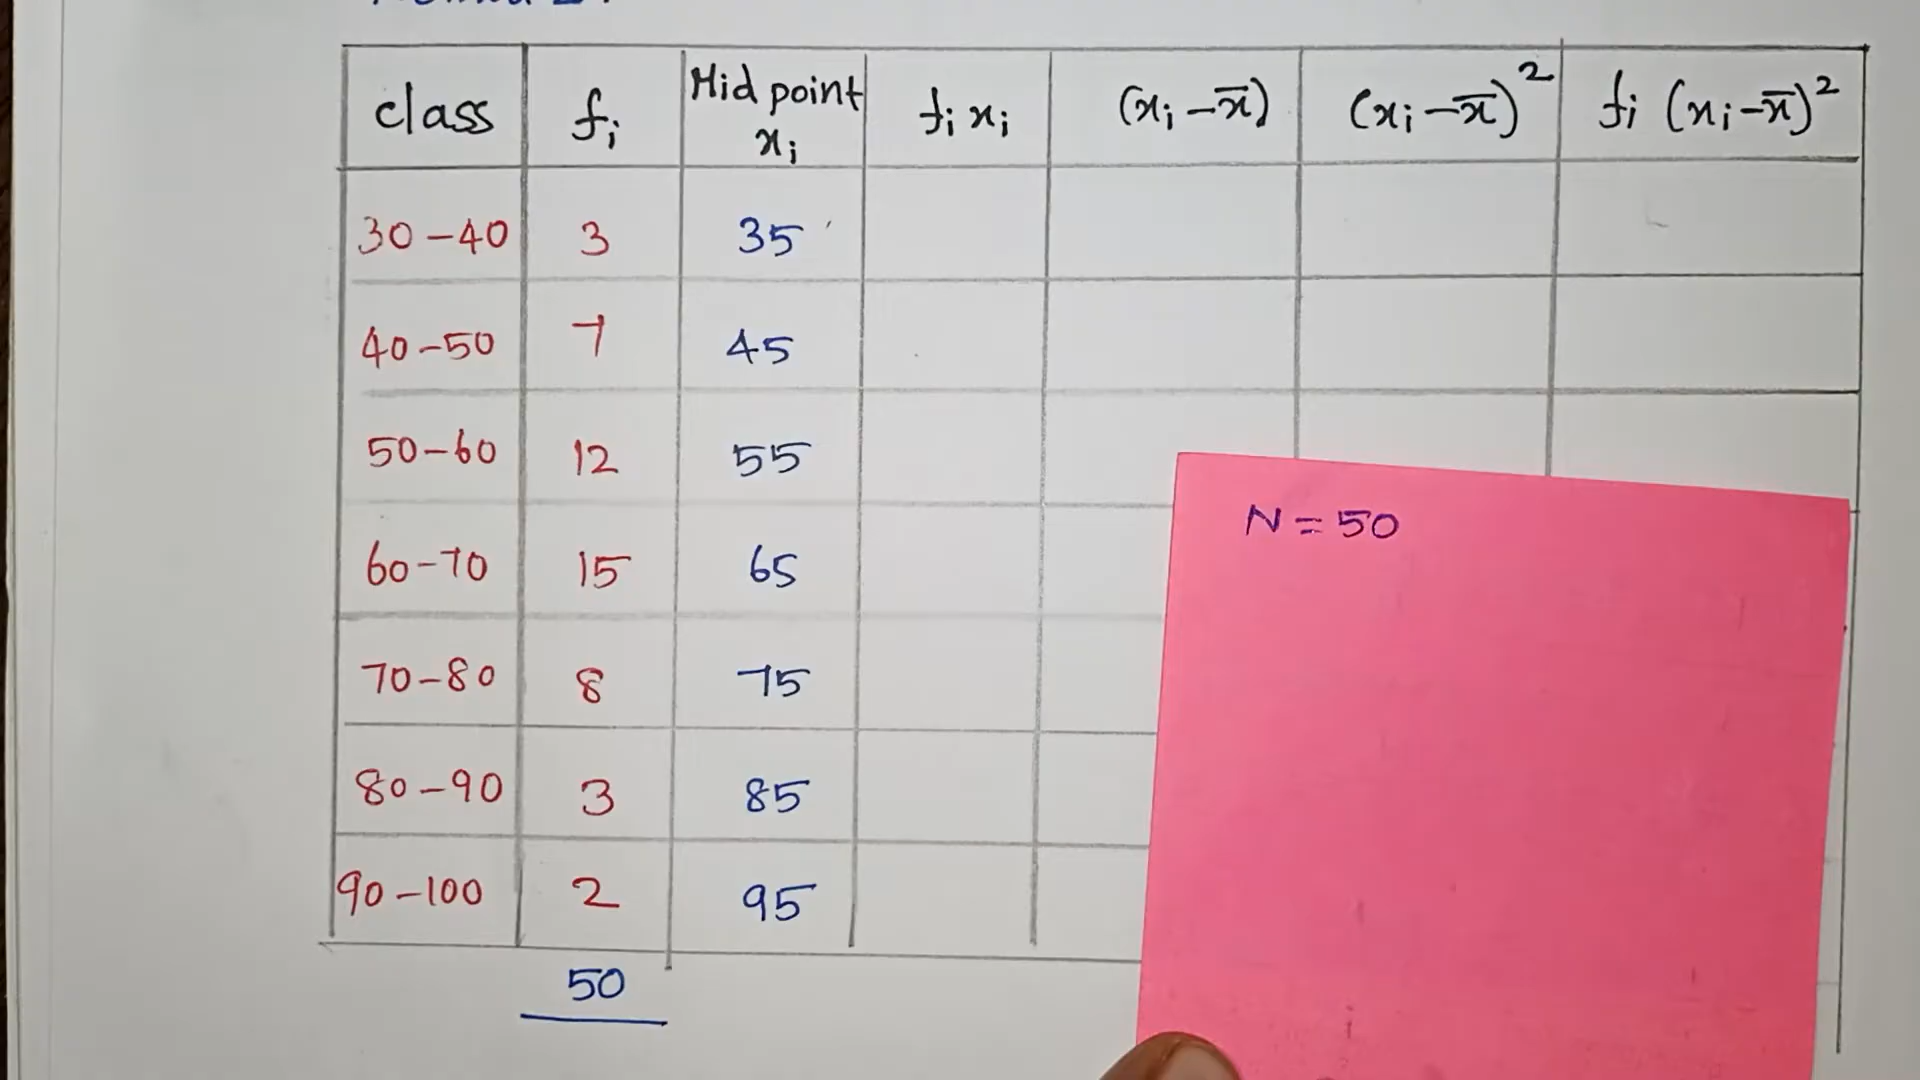 class fᵢ Mid point xᵢ fᵢ xᵢ (xᵢ – x̄) (xᵢ – x̄)² fᵢ (xᵢ – x̄)²
30 – 40 3 35
40 – 50 7 45
50 – 60 12 55
60 – 70 15 65
70 – 80 8 75
80 – 90 3 85
90 – 100 2 95
50
N = 50